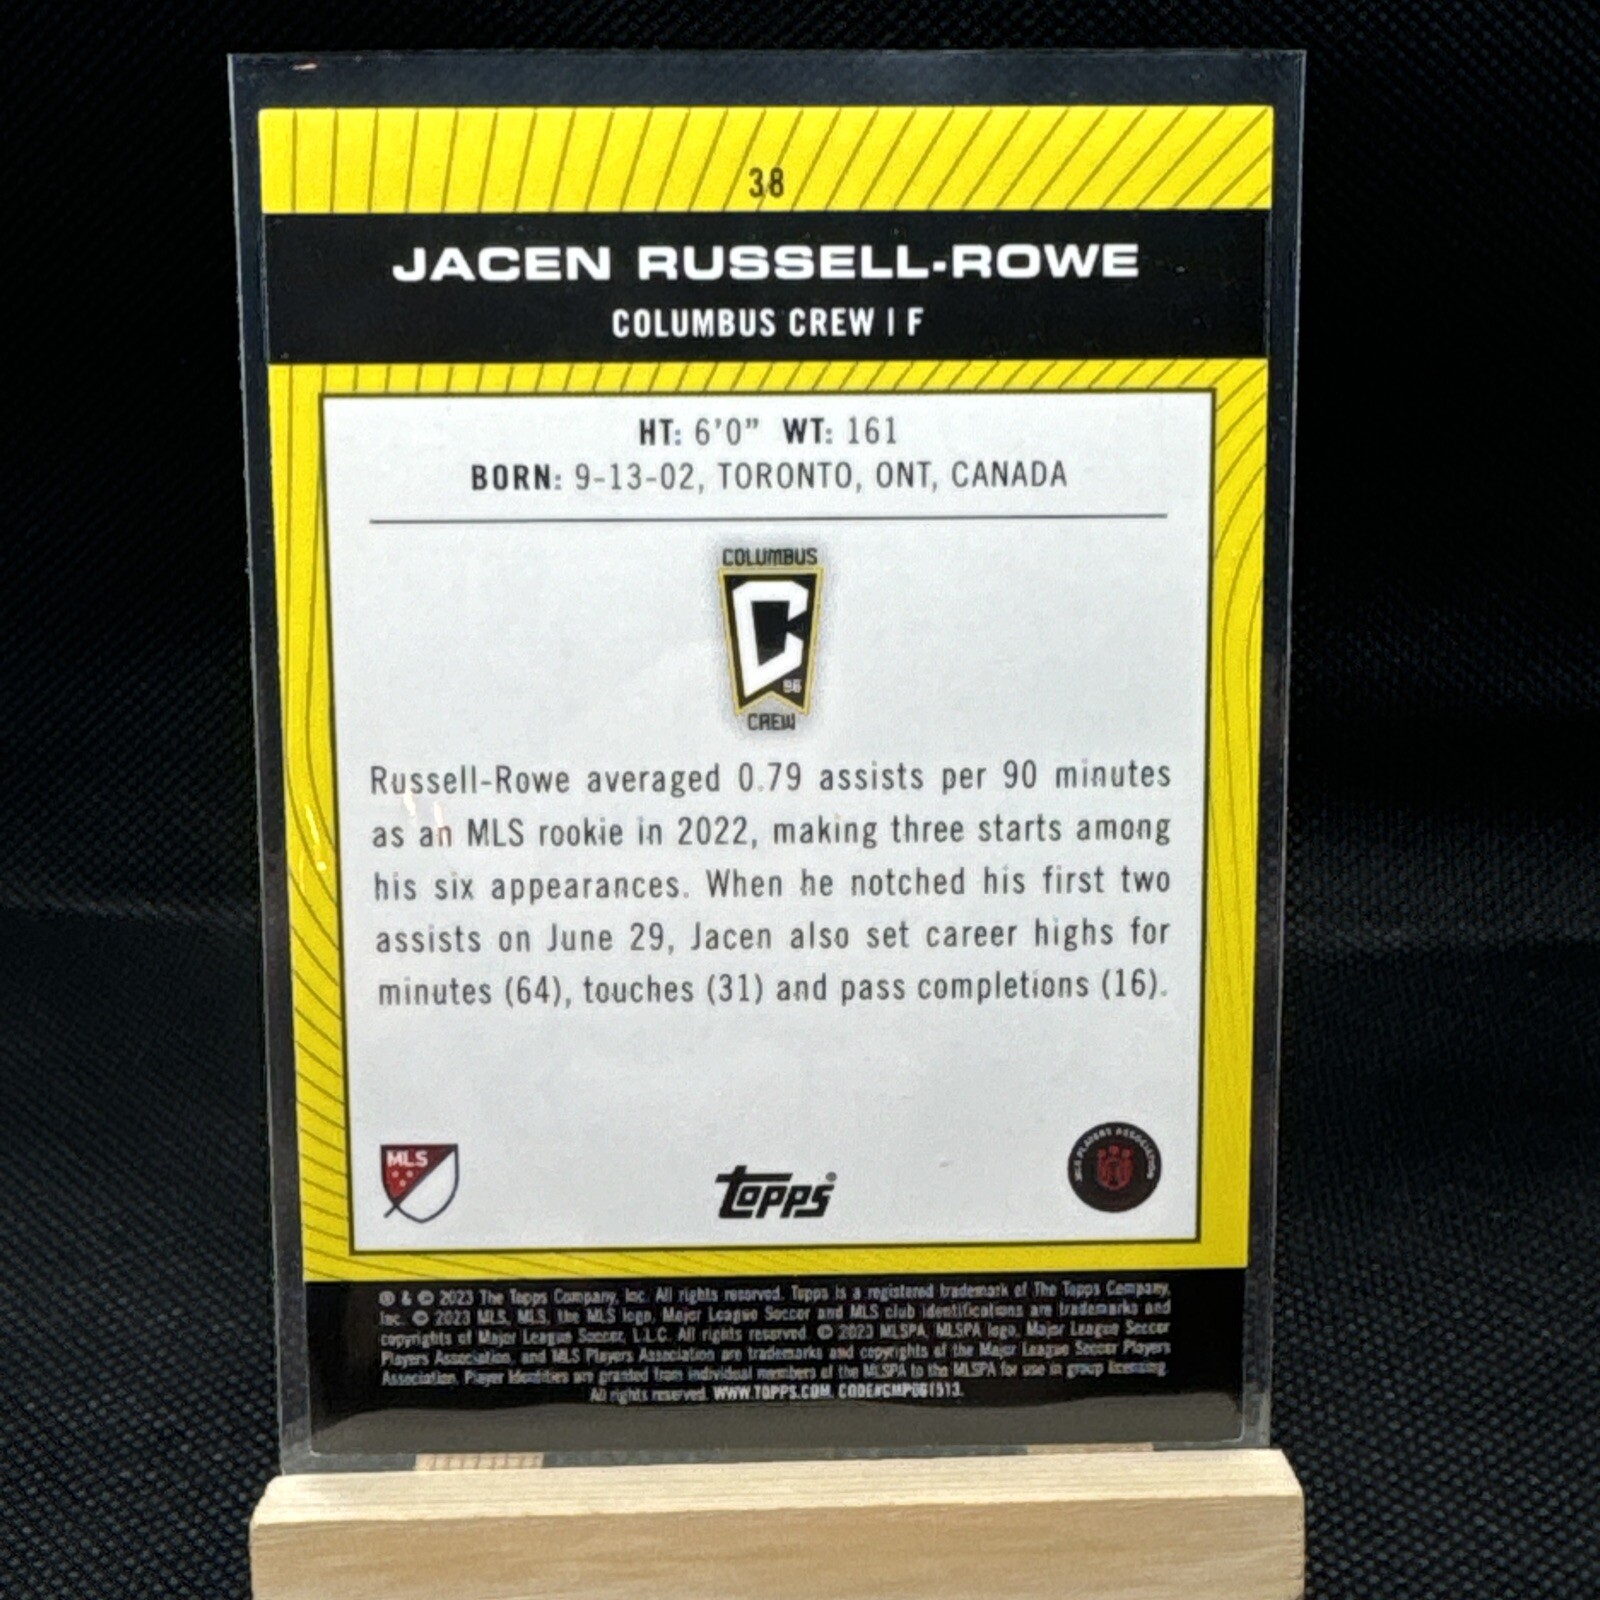 38
JACEN RUSSELL-ROWE
COLUMBUS CREW | F
HT: 6'0" WT: 161
BORN: 9-13-02, TORONTO, ONT, CANADA
COLUMBUS
C
96
CREW
Russell-Rowe averaged 0.79 assists per 90 minutes
as an MLS rookie in 2022, making three starts among
his six appearances. When he notched his first two
assists on June 29, Jacen also set career highs for
minutes (64), touches (31) and pass completions (16).
MLS
topps®
MLS PLAYERS ASSOCIATION
® & © 2023 The Topps Company, Inc. All rights reserved. Topps is a registered trademark of The Topps Company,
Inc. © 2023 MLS, MLS, the MLS logo, Major League Soccer and MLS club identifications are trademarks and
copyrights of Major League Soccer, L.L.C. All rights reserved. © 2023 MLSPA, MLSPA logo, Major League Soccer
Players Association, and MLS Players Association are trademarks and copyrights of the Major League Soccer Players
Association. Player Identities are granted from individual members of the MLSPA to the MLSPA for use in group licensing.
All rights reserved. WWW.TOPPS.COM. CODE#CMP061513.